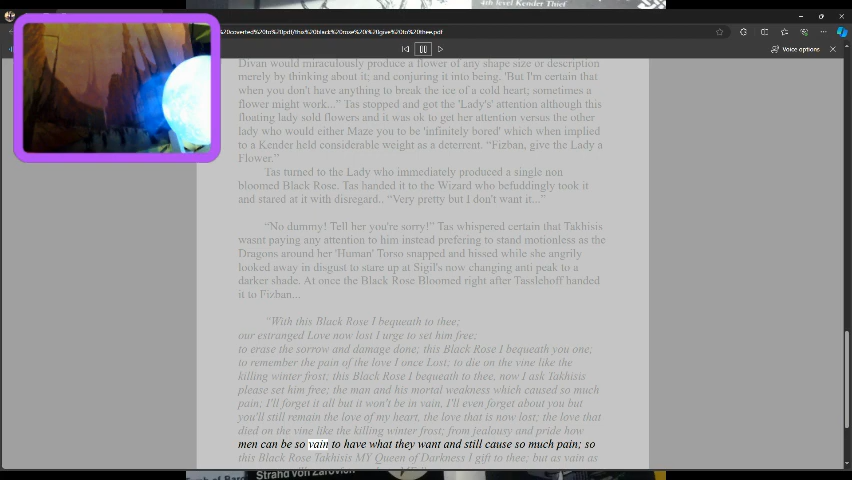 4th level Kender Thief
%20coverted%20to%20pdf/this%20black%20rose%20i%20give%20to%20thee.pdf
Voice options
Divan would miraculously produce a flower of any shape size or description
merely by thinking about it; and conjuring it into being. 'But I'm certain that
when you don't have anything to break the ice of a cold heart; sometimes a
flower might work..." Tas stopped and got the 'Lady's' attention although this
floating lady sold flowers and it was ok to get her attention versus the other
lady who would either Maze you to be 'infinitely bored' which when implied
to a Kender held considerable weight as a deterrent. "Fizban, give the Lady a
Flower."
Tas turned to the Lady who immediately produced a single non
bloomed Black Rose. Tas handed it to the Wizard who befuddingly took it
and stared at it with disregard.. "Very pretty but I don't want it..."
"No dummy! Tell her you're sorry!" Tas whispered certain that Takhisis
wasnt paying any attention to him instead prefering to stand motionless as the
Dragons around her 'Human' Torso snapped and hissed while she angrily
looked away in disgust to stare up at Sigil's now changing anti peak to a
darker shade. At once the Black Rose Bloomed right after Tasslehoff handed
it to Fizban...
"With this Black Rose I bequeath to thee;
our estranged Love now lost I urge to set him free;
to erase the sorrow and damage done; this Black Rose I bequeath you one;
to remember the pain of the love I once Lost; to die on the vine like the
killing winter frost; this Black Rose I bequeath to thee, now I ask Takhisis
please set him free; the man and his mortal weakness which caused so much
pain; I'll forget it all but it won't be in vain, I'll even forget about you but
you'll still remain the love of my heart, the love that is now lost; the love that
died on the vine like the killing winter frost; from jealousy and pride how
men can be so vain to have what they want and still cause so much pain; so
this Black Rose Takhisis MY Queen of Darkness I gift to thee; but as vain as
Strahd von Zarovich